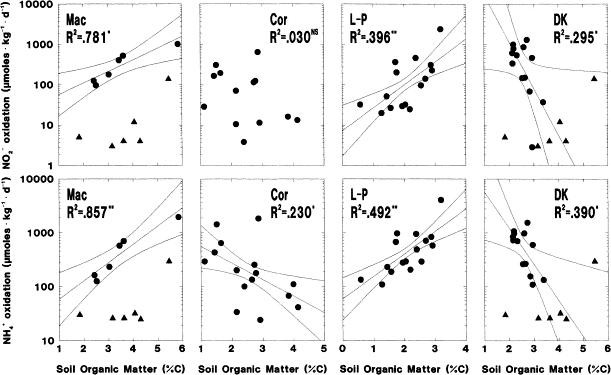 NO₂⁻ oxidation (μmoles · kg⁻¹ · d⁻¹)
1000
100
10
1
Mac
R²=.781*
Cor
R²=.030ᴺˢ
L-P
R²=.396**
DK
R²=.295*
NH₄⁺ oxidation (μmoles · kg⁻¹ · d⁻¹)
10000
1000
100
10
Mac
R²=.857**
Cor
R²=.230*
L-P
R²=.492**
DK
R²=.390*
1 2 3 4 5 6
1 2 3 4 5
0 1 2 3 4
1 2 3 4 5 6
Soil Organic Matter (%C)
Soil Organic Matter (%C)
Soil Organic Matter (%C)
Soil Organic Matter (%C)